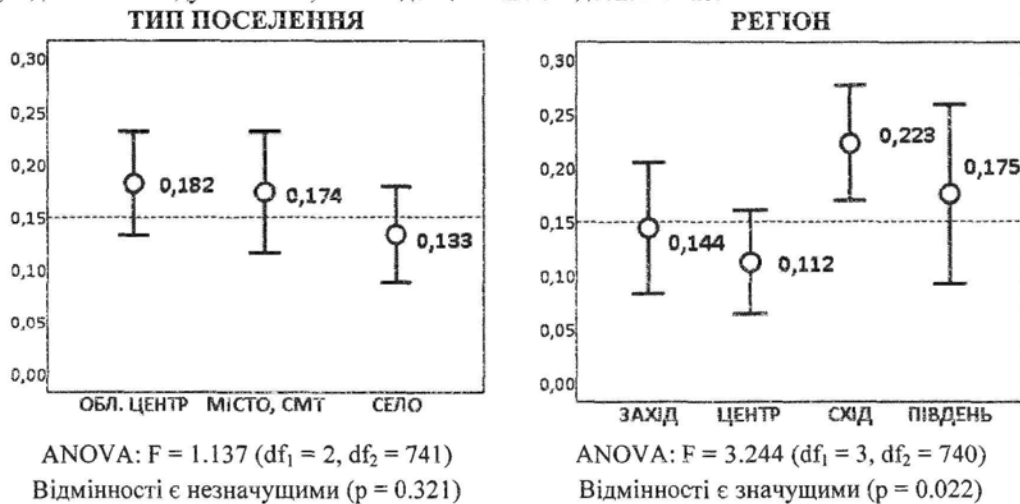 ТИП ПОСЕЛЕННЯ
0,30
0,25
0,20
0,15
0,10
0,05
0,00
0,182
0,174
0,133
ОБЛ. ЦЕНТР МІСТО, СМТ СЕЛО
ANOVA: F = 1.137 (df₁ = 2, df₂ = 741)
Відмінності є незначущими (p = 0.321)
РЕГІОН
0,30
0,25
0,20
0,15
0,10
0,05
0,00
0,144
0,112
0,223
0,175
ЗАХІД ЦЕНТР СХІД ПІВДЕНЬ
ANOVA: F = 3.244 (df₁ = 3, df₂ = 740)
Відмінності є значущими (p = 0.022)